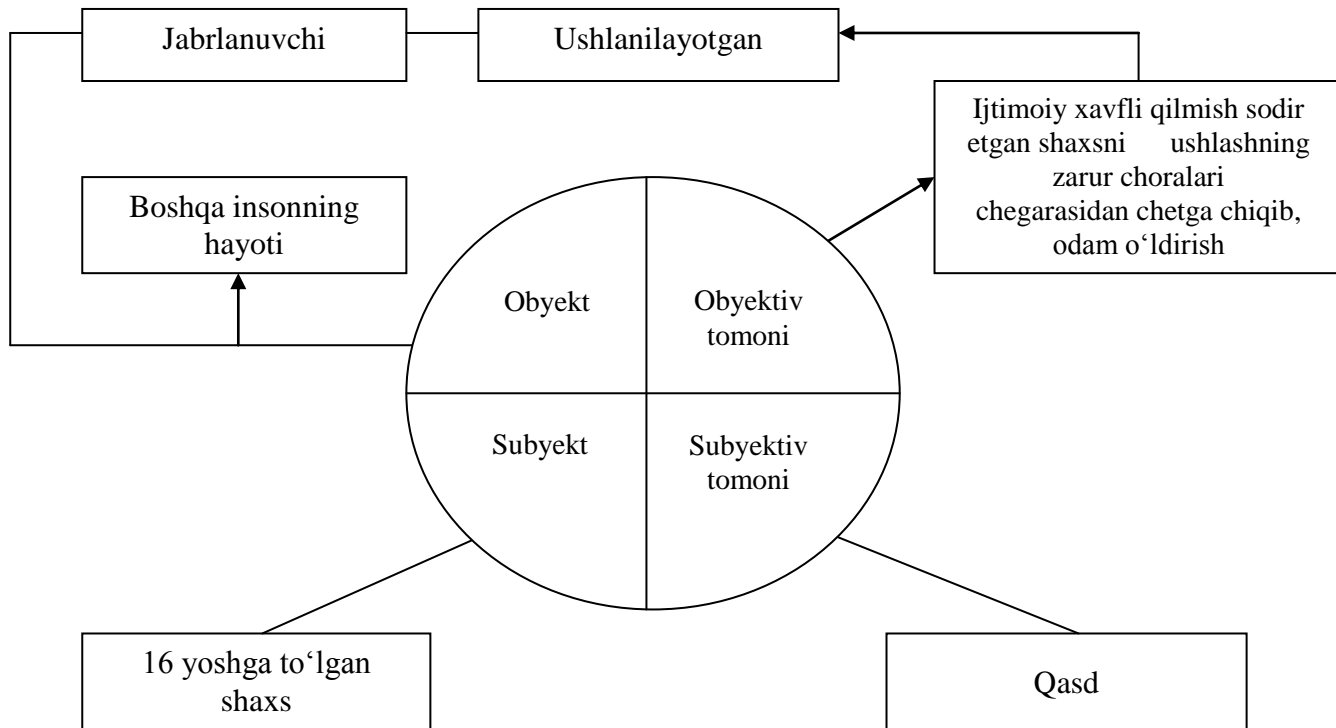 Jabrlanuvchi
Ushlanilayotgan
Ijtimoiy xavfli qilmish sodir
etgan shaxsni ushlashning
zarur choralari
chegarasidan chetga chiqib,
odam o‘ldirish
Boshqa insonning
hayoti
Obyekt
Obyektiv
tomoni
Subyekt
Subyektiv
tomoni
16 yoshga to‘lgan
shaxs
Qasd